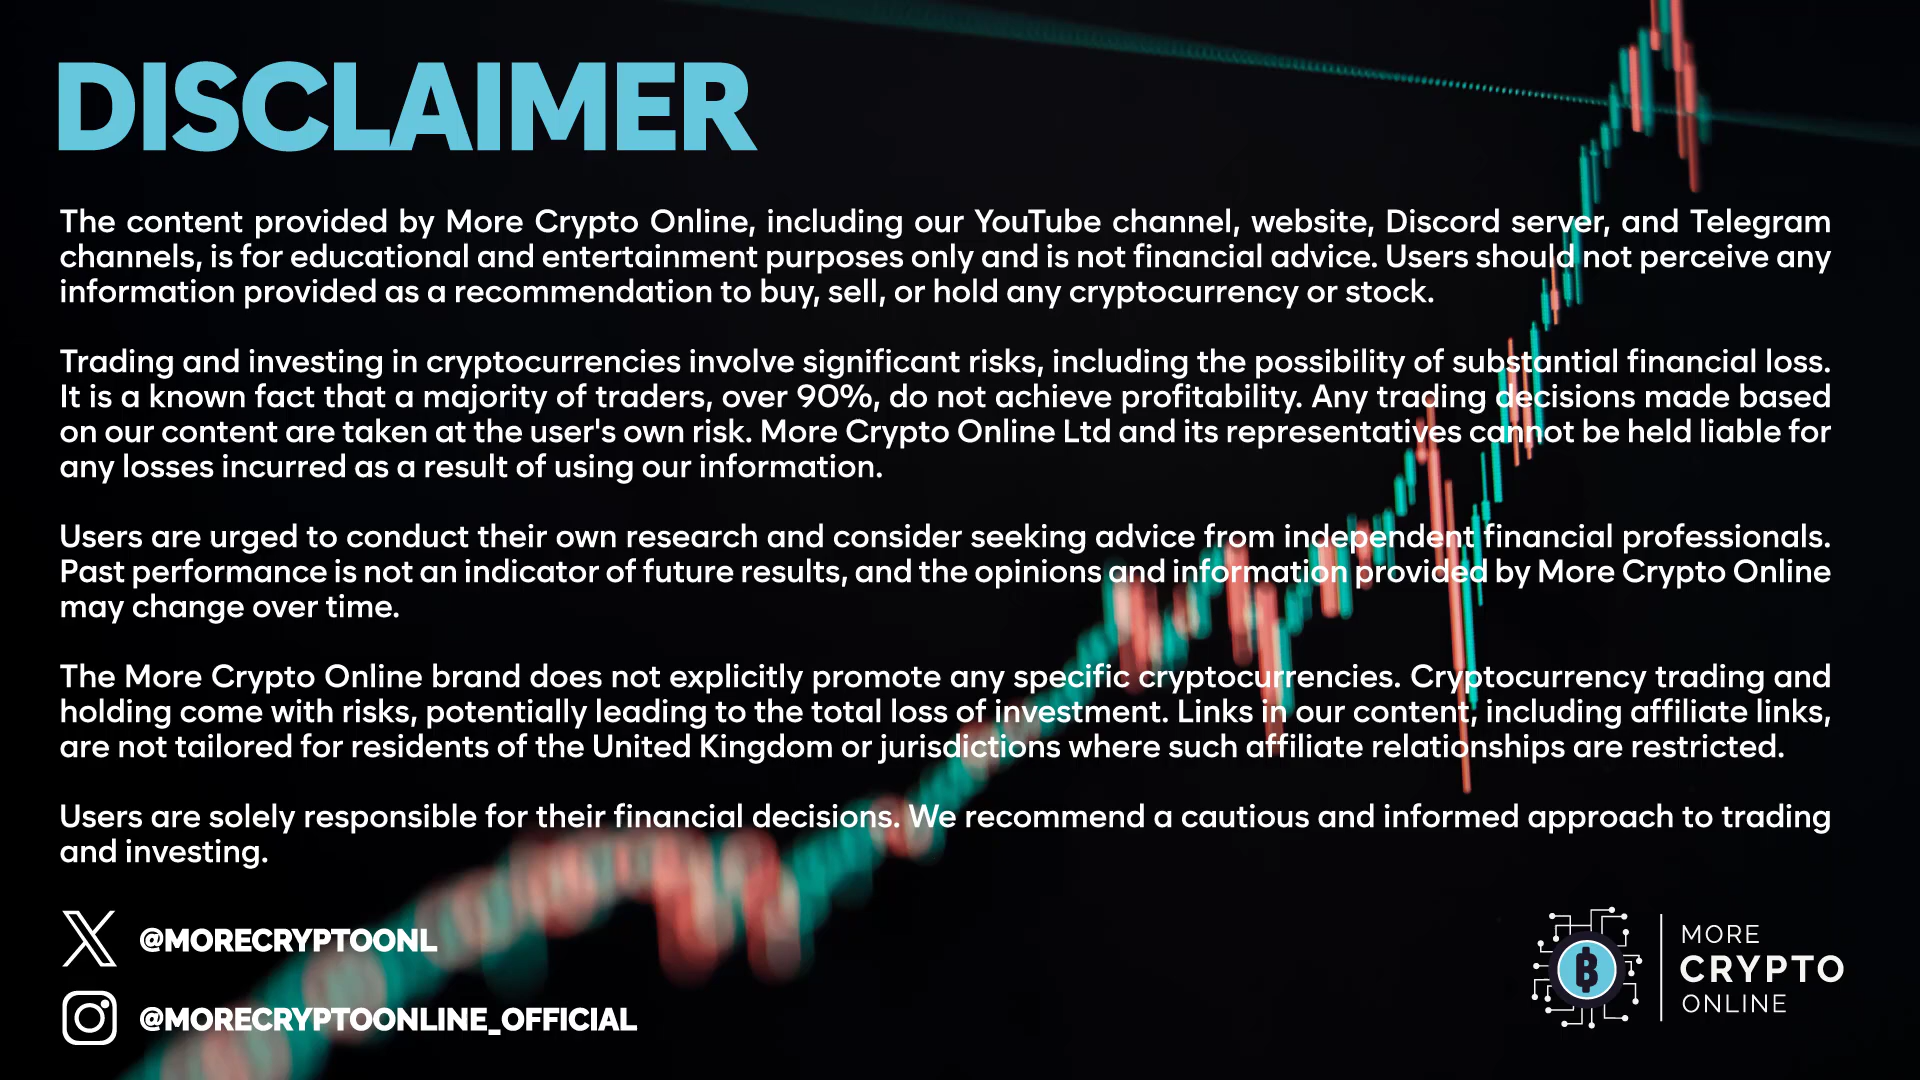 DISCLAIMER
The content provided by More Crypto Online, including our YouTube channel, website, Discord server, and Telegram
channels, is for educational and entertainment purposes only and is not financial advice. Users should not perceive any
information provided as a recommendation to buy, sell, or hold any cryptocurrency or stock.
Trading and investing in cryptocurrencies involve significant risks, including the possibility of substantial financial loss.
It is a known fact that a majority of traders, over 90%, do not achieve profitability. Any trading decisions made based
on our content are taken at the user's own risk. More Crypto Online Ltd and its representatives cannot be held liable for
any losses incurred as a result of using our information.
Users are urged to conduct their own research and consider seeking advice from independent financial professionals.
Past performance is not an indicator of future results, and the opinions and information provided by More Crypto Online
may change over time.
The More Crypto Online brand does not explicitly promote any specific cryptocurrencies. Cryptocurrency trading and
holding come with risks, potentially leading to the total loss of investment. Links in our content, including affiliate links,
are not tailored for residents of the United Kingdom or jurisdictions where such affiliate relationships are restricted.
Users are solely responsible for their financial decisions. We recommend a cautious and informed approach to trading
and investing.
@MORECRYPTOONL
@MORECRYPTOONLINE_OFFICIAL
MORE
CRYPTO
ONLINE